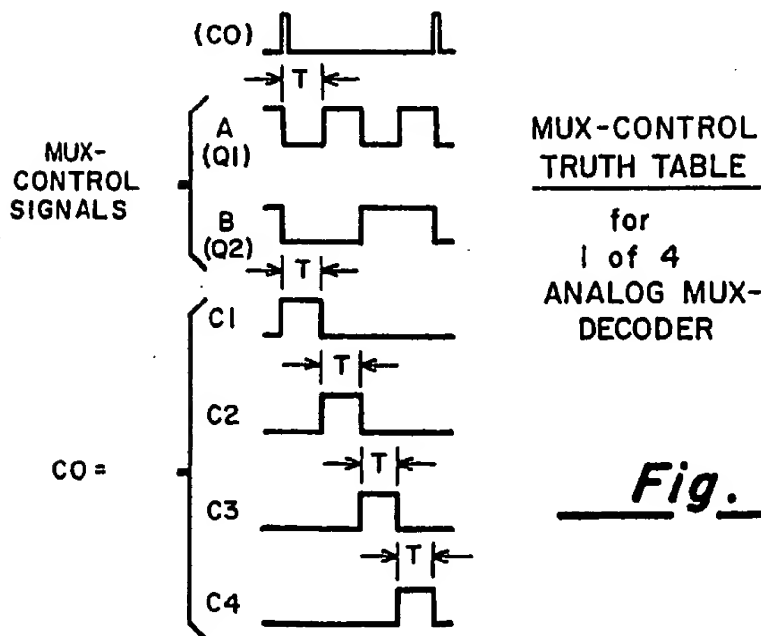 (CO)
T
A
(Q1)
MUX-
CONTROL
SIGNALS
B
(Q2)
T
C1
T
C2
CO =
T
C3
T
C4
MUX-CONTROL
TRUTH TABLE
for
1 of 4
ANALOG MUX-
DECODER
Fig.